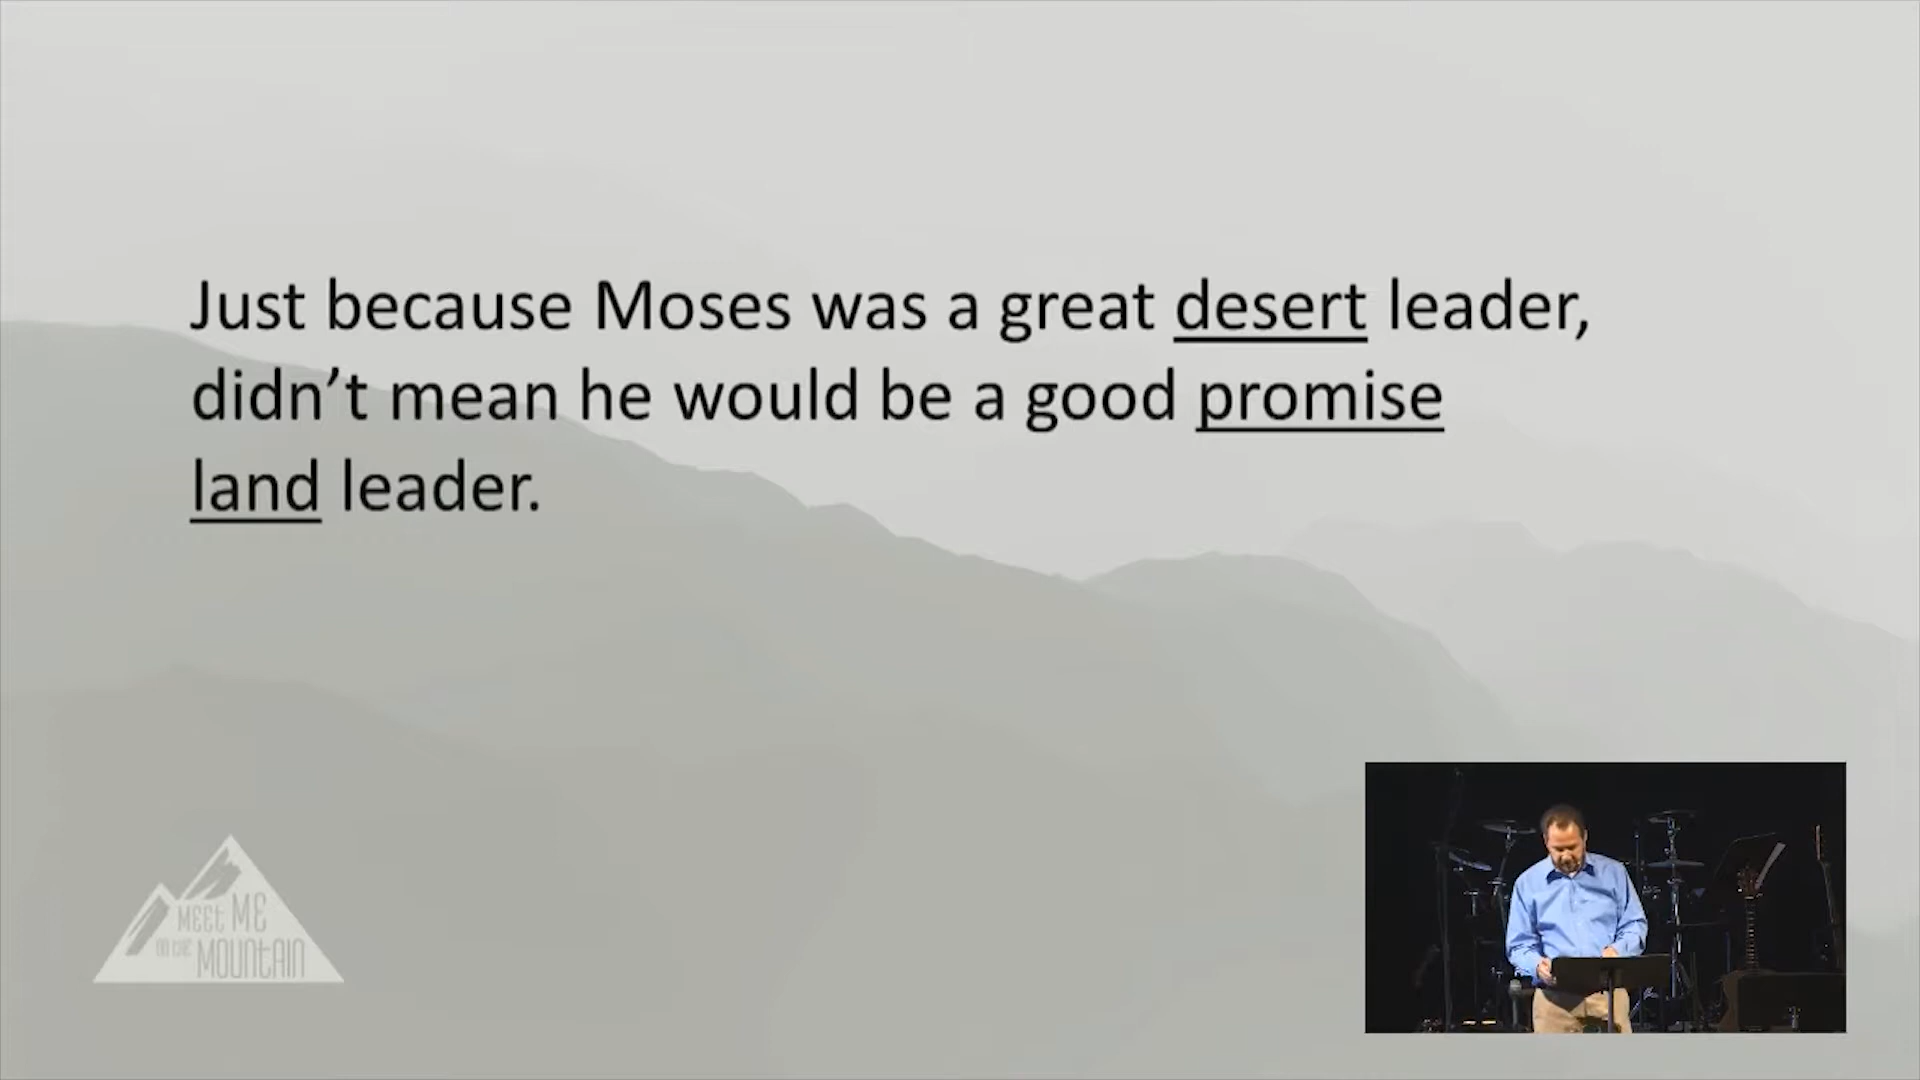 Just because Moses was a great desert leader,
didn’t mean he would be a good promise
land leader.
MEET ME
ON THE
MOUNTAIN